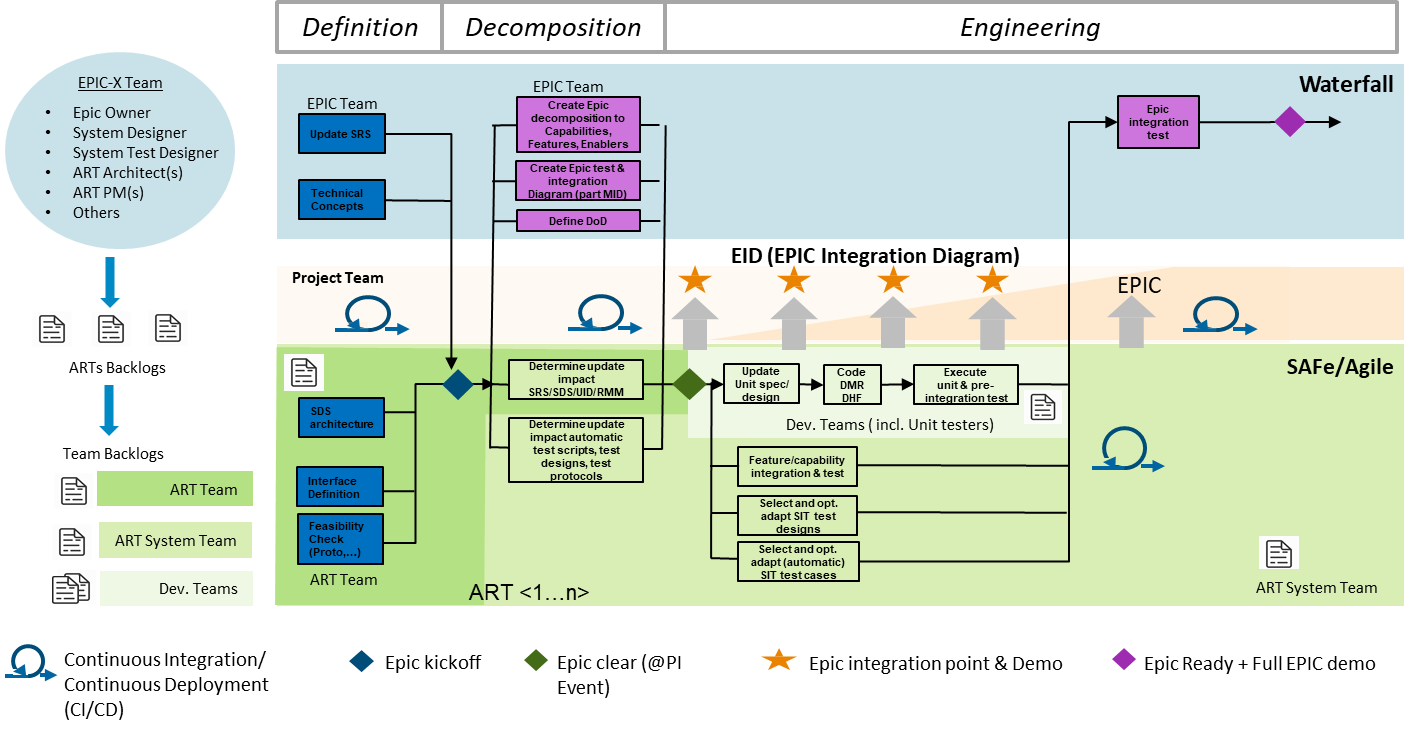 Definition
Decomposition
Engineering
EPIC-X Team
• Epic Owner
• System Designer
• System Test Designer
• ART Architect(s)
• ART PM(s)
• Others
ARTs Backlogs
Team Backlogs
ART Team
ART System Team
Dev. Teams
Waterfall
EPIC Team
Update SRS
Technical
Concepts
EPIC Team
Create Epic
decomposition to
Capabilities,
Features, Enablers
Create Epic test &
integration
Diagram (part MID)
Define DoD
Epic
integration
test
EID (EPIC Integration Diagram)
Project Team
EPIC
SAFe/Agile
SDS
architecture
Interface
Definition
Feasibility
Check
(Proto,...)
ART Team
Determine update
impact
SRS/SDS/UID/RMM
Determine update
impact automatic
test scripts, test
designs, test
protocols
ART <1...n>
Update
Unit spec/
design
Code
DMR
DHF
Execute
unit & pre-
integration test
Dev. Teams ( incl. Unit testers)
Feature/capability
integration & test
Select and opt.
adapt SIT test
designs
Select and opt.
adapt (automatic)
SIT test cases
ART System Team
Continuous Integration/
Continuous Deployment
(CI/CD)
Epic kickoff
Epic clear (@PI
Event)
Epic integration point & Demo
Epic Ready + Full EPIC demo